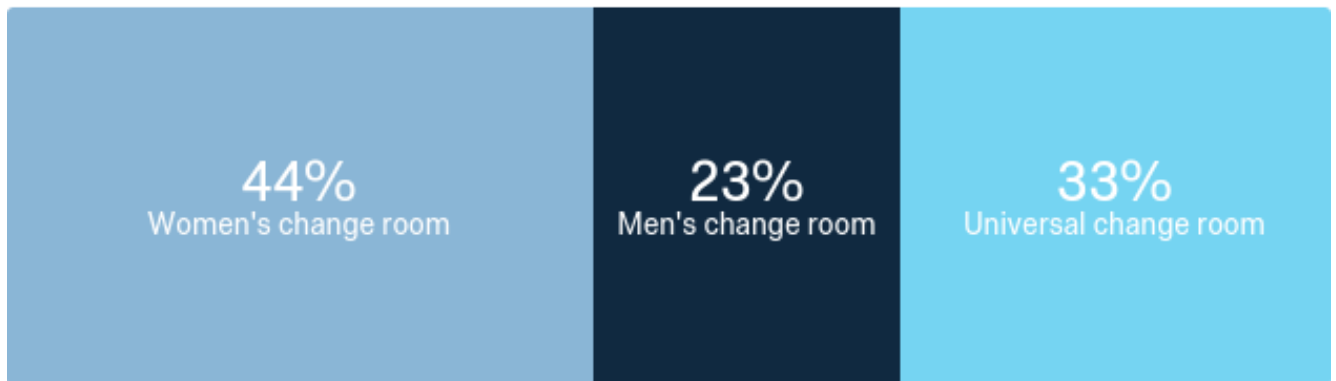 44%
Women's change room
23%
Men's change room
33%
Universal change room